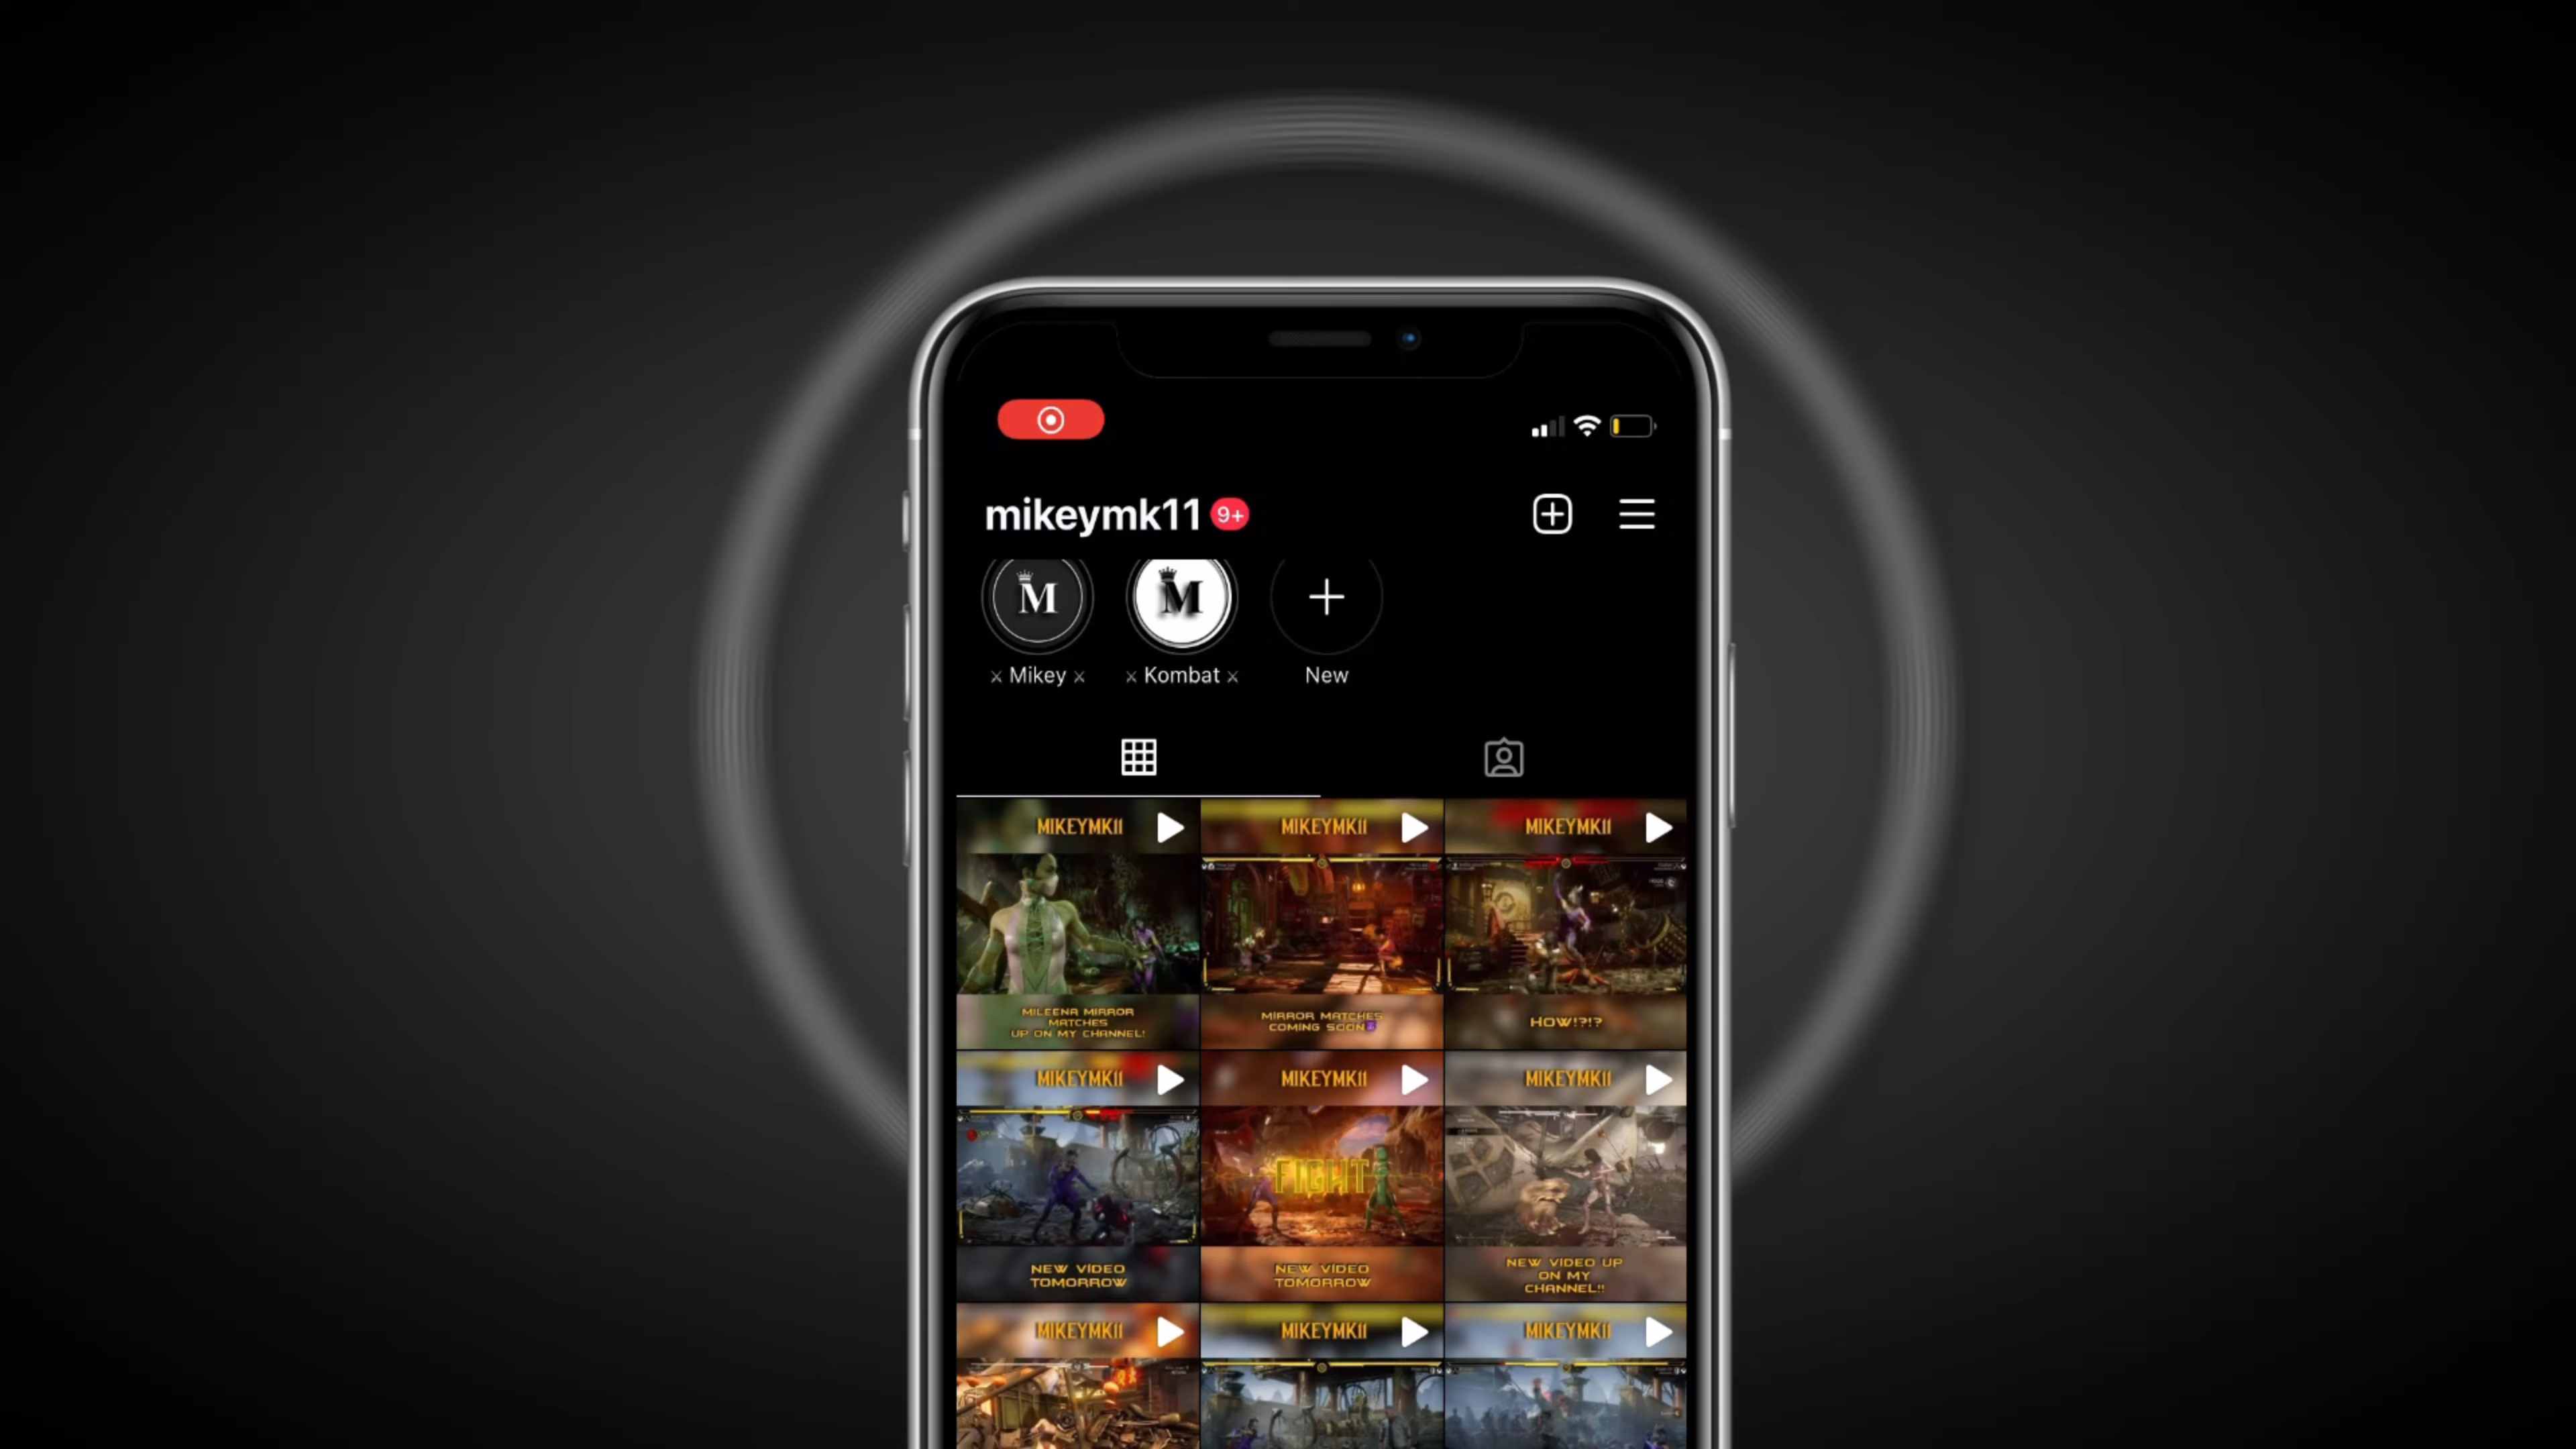 mikeymk11 9+
M M
⚔ Mikey ⚔ ⚔ Kombat ⚔ New
MIKEYMK11 MIKEYMK11 MIKEYMK11
MILEENA MIRROR
MATCHES
UP ON MY CHANNEL!
MIRROR MATCHES
COMING SOON
HOW!?!?
MIKEYMK11 MIKEYMK11 MIKEYMK11
FIGHT
NEW VIDEO
TOMORROW
NEW VIDEO
TOMORROW
NEW VIDEO UP
ON MY
CHANNEL!!
MIKEYMK11 MIKEYMK11 MIKEYMK11